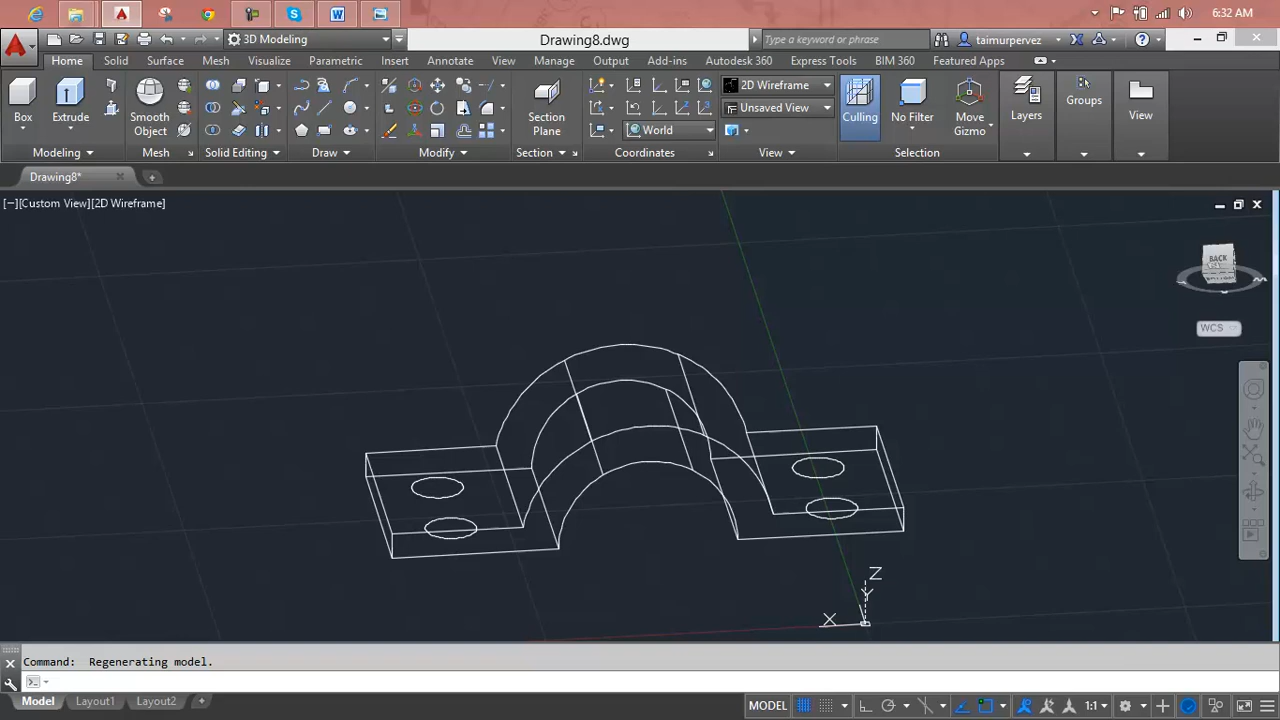 6:32 AM
3D Modeling
Drawing8.dwg
Type a keyword or phrase
taimurpervez
Home Solid Surface Mesh Visualize Parametric Insert Annotate View Manage Output Add-ins Autodesk 360 Express Tools BIM 360 Featured Apps
2D Wireframe
Unsaved View
World
Box Extrude Smooth Object Section Plane Culling No Filter Move Gizmo Layers Groups View
Modeling Mesh Solid Editing Draw Modify Section Coordinates View Selection
Drawing8*
[−][Custom View][2D Wireframe]
BACK
WCS
Z
Y
X
Command: Regenerating model.
Model Layout1 Layout2
MODEL
1:1